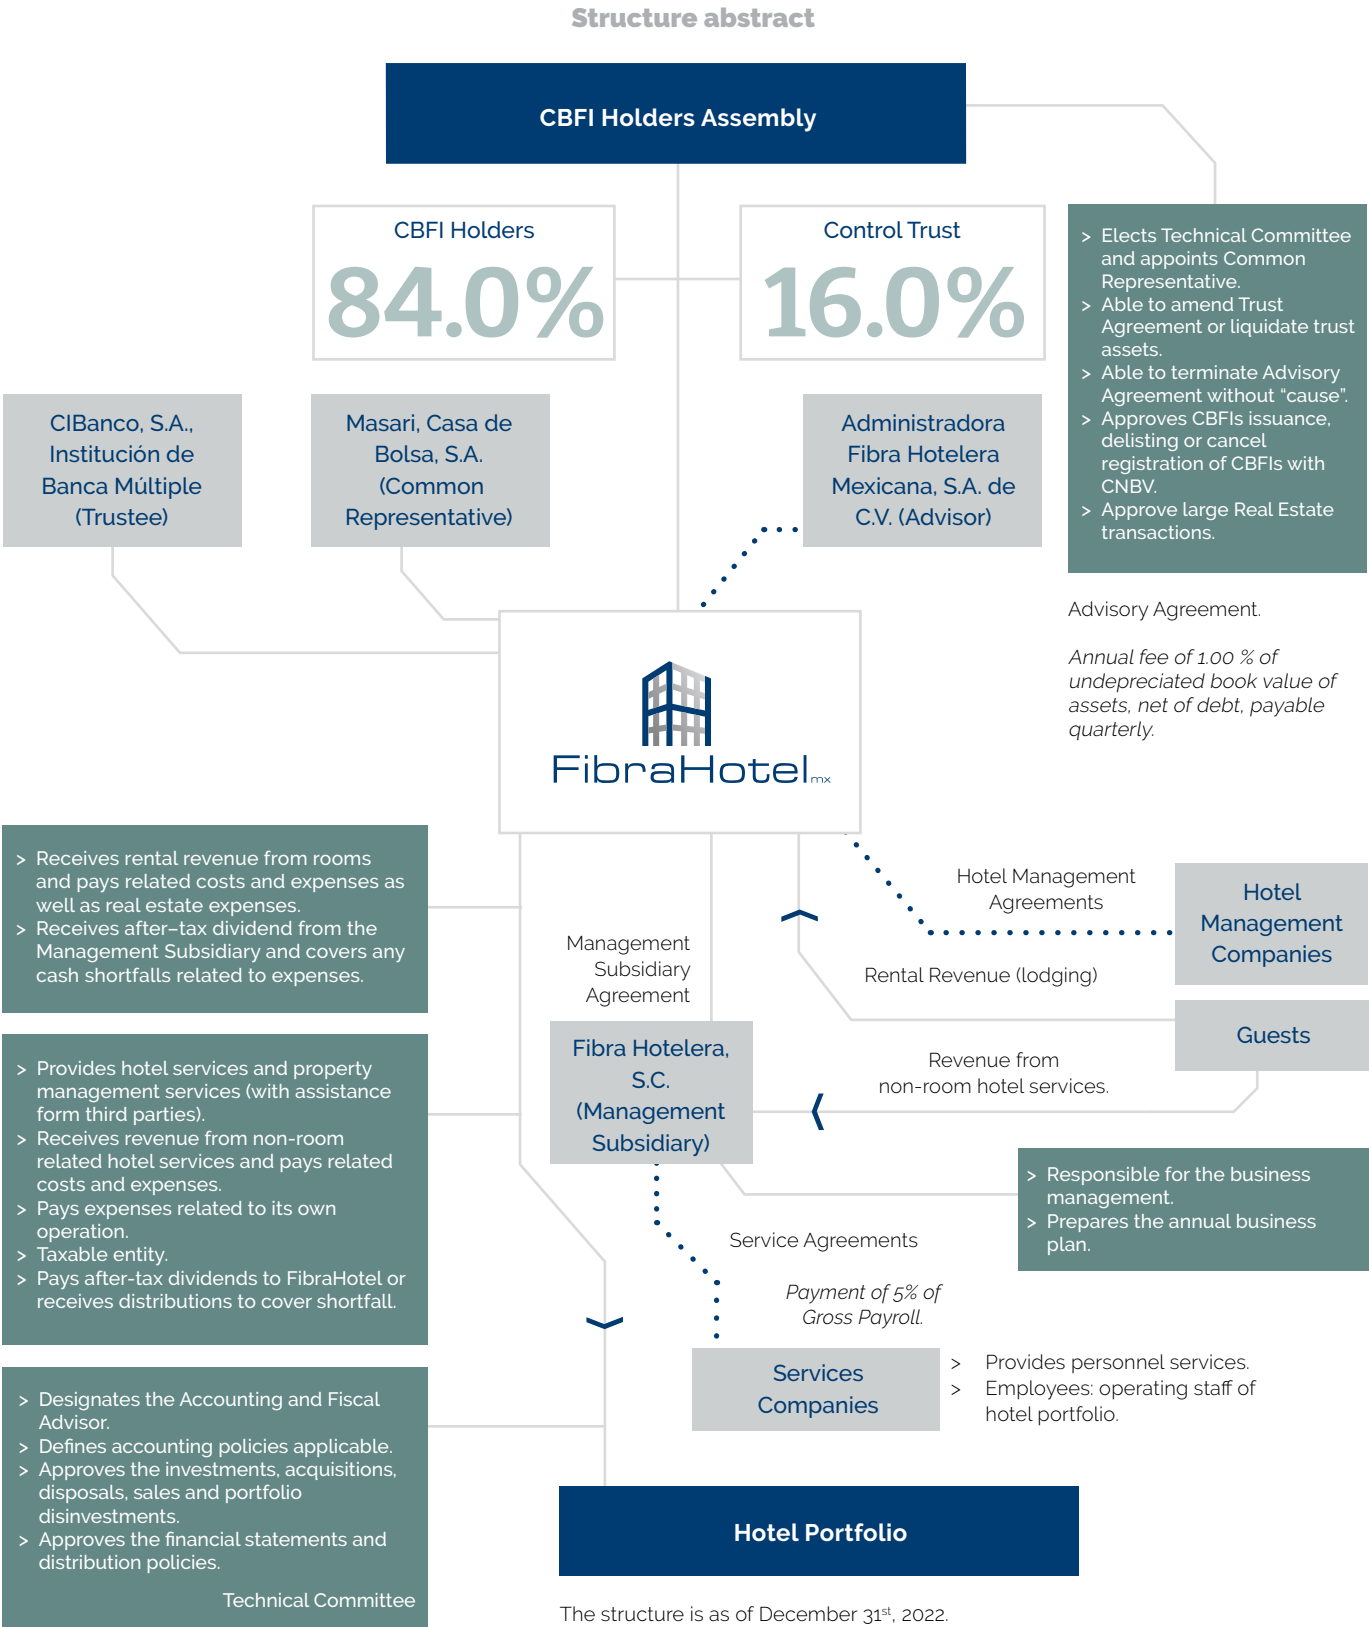 Structure abstract
CBFI Holders Assembly
CBFI Holders
84.0%
Control Trust
16.0%
> Elects Technical Committee
and appoints Common
Representative.
> Able to amend Trust
Agreement or liquidate trust
assets.
> Able to terminate Advisory
Agreement without “cause”.
> Approves CBFIs issuance,
delisting or cancel
registration of CBFIs with
CNBV.
> Approve large Real Estate
transactions.
CIBanco, S.A.,
Institución de
Banca Múltiple
(Trustee)
Masari, Casa de
Bolsa, S.A.
(Common
Representative)
Administradora
Fibra Hotelera
Mexicana, S.A. de
C.V. (Advisor)
Advisory Agreement.
Annual fee of 1.00 % of
undepreciated book value of
assets, net of debt, payable
quarterly.
FibraHotel mx
> Receives rental revenue from rooms
and pays related costs and expenses as
well as real estate expenses.
> Receives after–tax dividend from the
Management Subsidiary and covers any
cash shortfalls related to expenses.
Hotel Management
Agreements
Hotel
Management
Companies
Management
Subsidiary
Agreement
Rental Revenue (lodging)
Guests
Fibra Hotelera,
S.C.
(Management
Subsidiary)
Revenue from
non-room hotel services.
> Provides hotel services and property
management services (with assistance
form third parties).
> Receives revenue from non-room
related hotel services and pays related
costs and expenses.
> Pays expenses related to its own
operation.
> Taxable entity.
> Pays after-tax dividends to FibraHotel or
receives distributions to cover shortfall.
> Responsible for the business
management.
> Prepares the annual business
plan.
Service Agreements
Payment of 5% of
Gross Payroll.
Services
Companies
> Provides personnel services.
> Employees: operating staff of
hotel portfolio.
> Designates the Accounting and Fiscal
Advisor.
> Defines accounting policies applicable.
> Approves the investments, acquisitions,
disposals, sales and portfolio
disinvestments.
> Approves the financial statements and
distribution policies.
Technical Committee
Hotel Portfolio
The structure is as of December 31st, 2022.